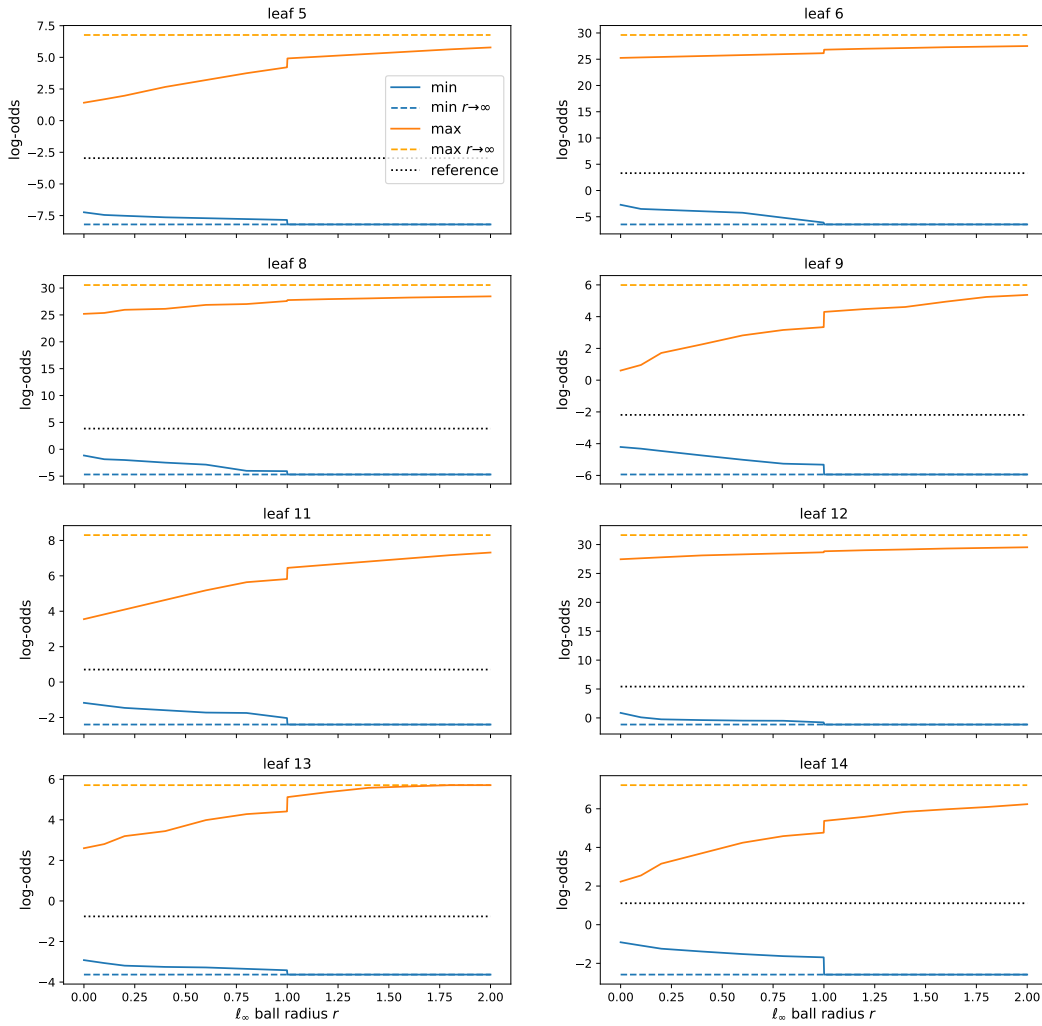 leaf 5
7.5
5.0
2.5
0.0
−2.5
−5.0
−7.5
log-odds
min
min r→∞
max
max r→∞
reference
leaf 6
30
25
20
15
10
5
0
−5
log-odds
leaf 8
30
25
20
15
10
5
0
−5
log-odds
leaf 9
6
4
2
0
−2
−4
−6
log-odds
leaf 11
8
6
4
2
0
−2
log-odds
leaf 12
30
25
20
15
10
5
0
log-odds
leaf 13
6
4
2
0
−2
−4
log-odds
0.00 0.25 0.50 0.75 1.00 1.25 1.50 1.75 2.00
ℓ∞ ball radius r
leaf 14
6
4
2
0
−2
log-odds
0.00 0.25 0.50 0.75 1.00 1.25 1.50 1.75 2.00
ℓ∞ ball radius r